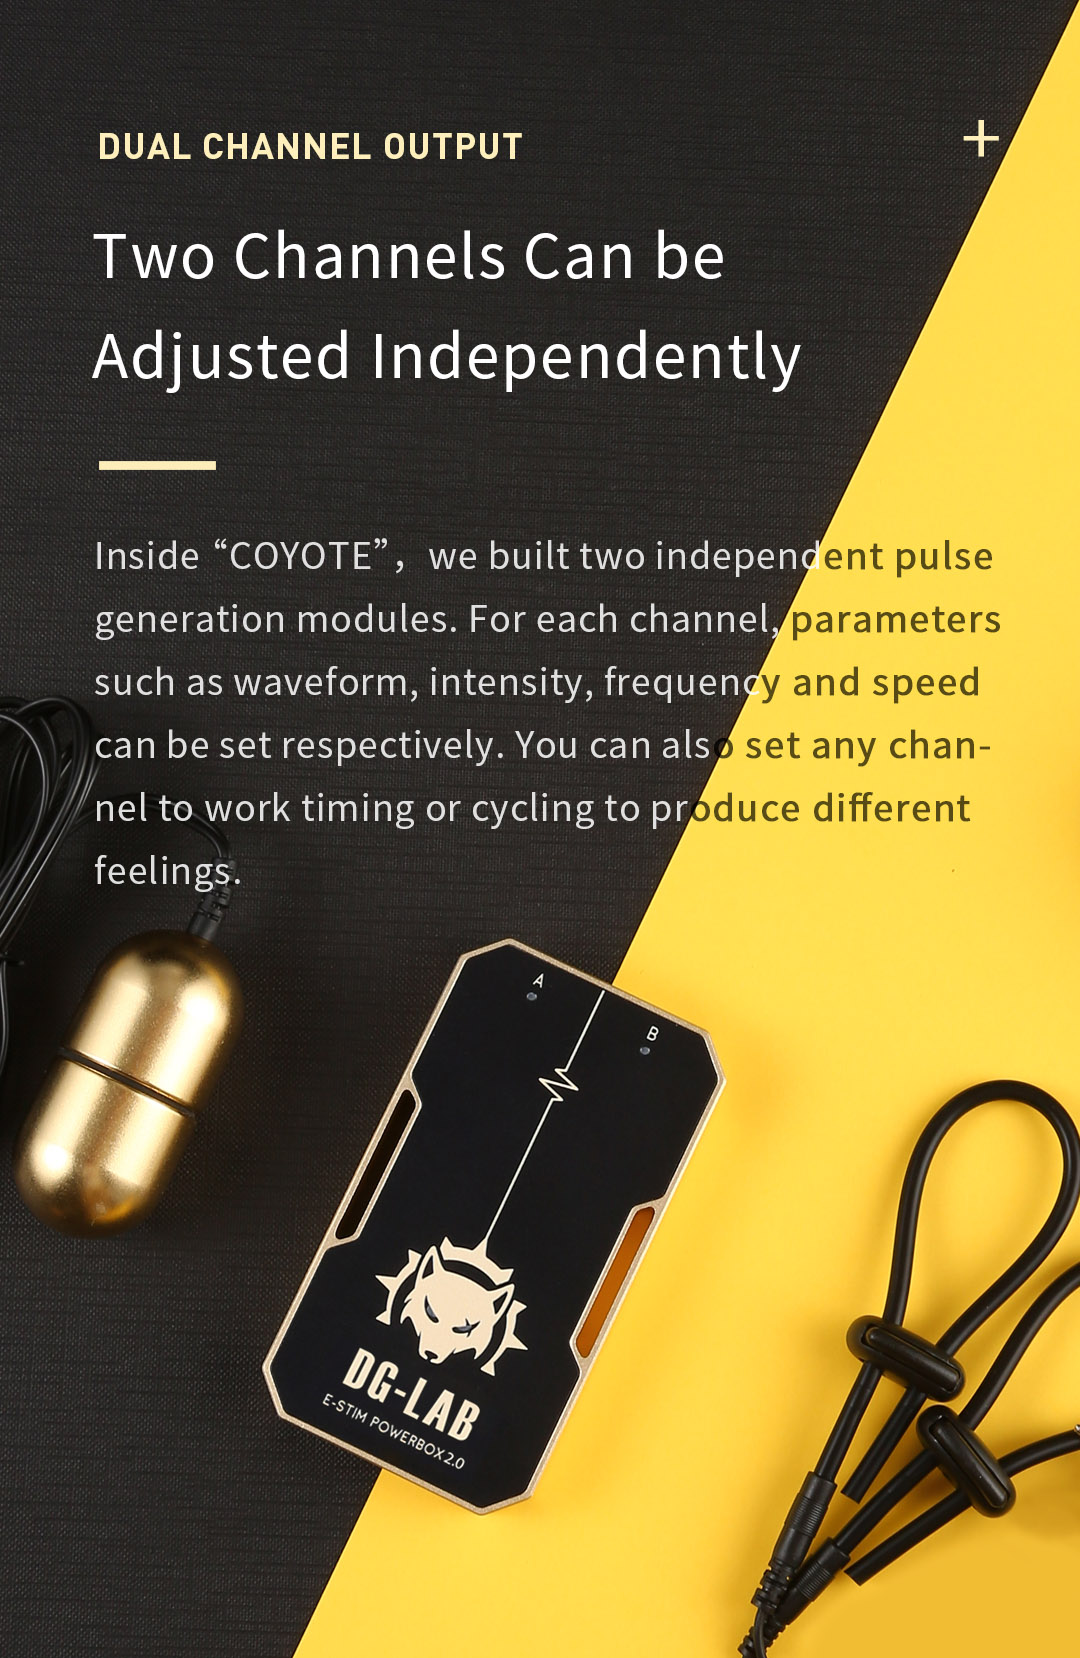 DUAL CHANNEL OUTPUT
Two Channels Can be
Adjusted Independently
Inside “COYOTE”， we built two independent pulse
generation modules. For each channel, parameters
such as waveform, intensity, frequency and speed
can be set respectively. You can also set any chan-
nel to work timing or cycling to produce different
feelings.
A
B
DG-LAB
E-STIM POWERBOX2.0